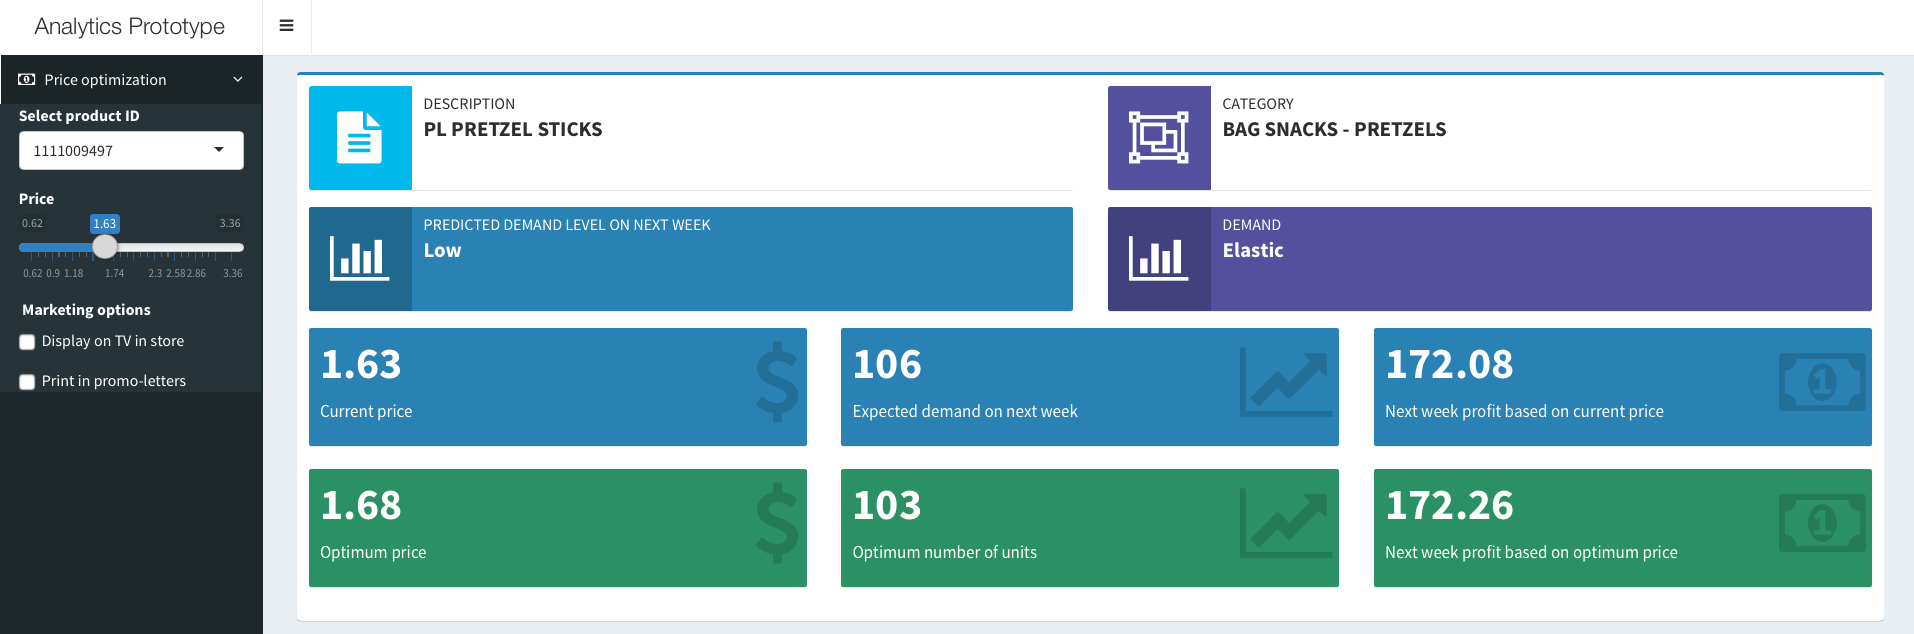 Analytics Prototype
Price optimization
Select product ID
1111009497
Price
0.62 1.63 3.36
0.62 0.9 1.18 1.74 2.3 2.58 2.86 3.36
Marketing options
Display on TV in store
Print in promo-letters
DESCRIPTION
PL PRETZEL STICKS
CATEGORY
BAG SNACKS - PRETZELS
PREDICTED DEMAND LEVEL ON NEXT WEEK
Low
DEMAND
Elastic
1.63
Current price
106
Expected demand on next week
172.08
Next week profit based on current price
1.68
Optimum price
103
Optimum number of units
172.26
Next week profit based on optimum price